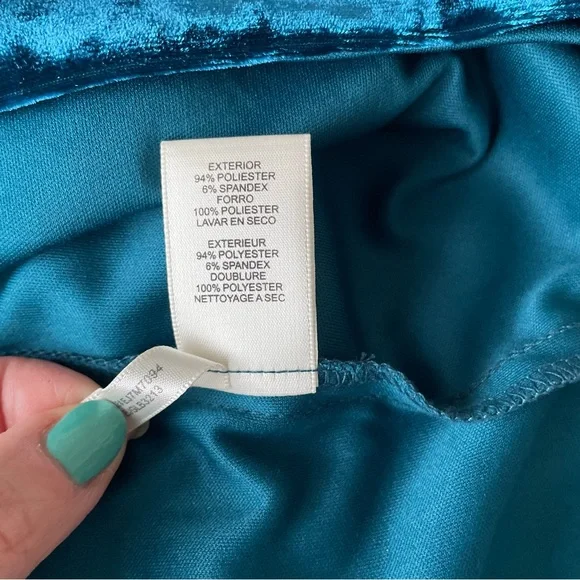 EXTERIOR
94% POLIESTER
6% SPANDEX
FORRO
100% POLIESTER
LAVAR EN SECO
EXTERIEUR
94% POLYESTER
6% SPANDEX
DOUBLURE
100% POLYESTER
NETTOYAGE A SEC